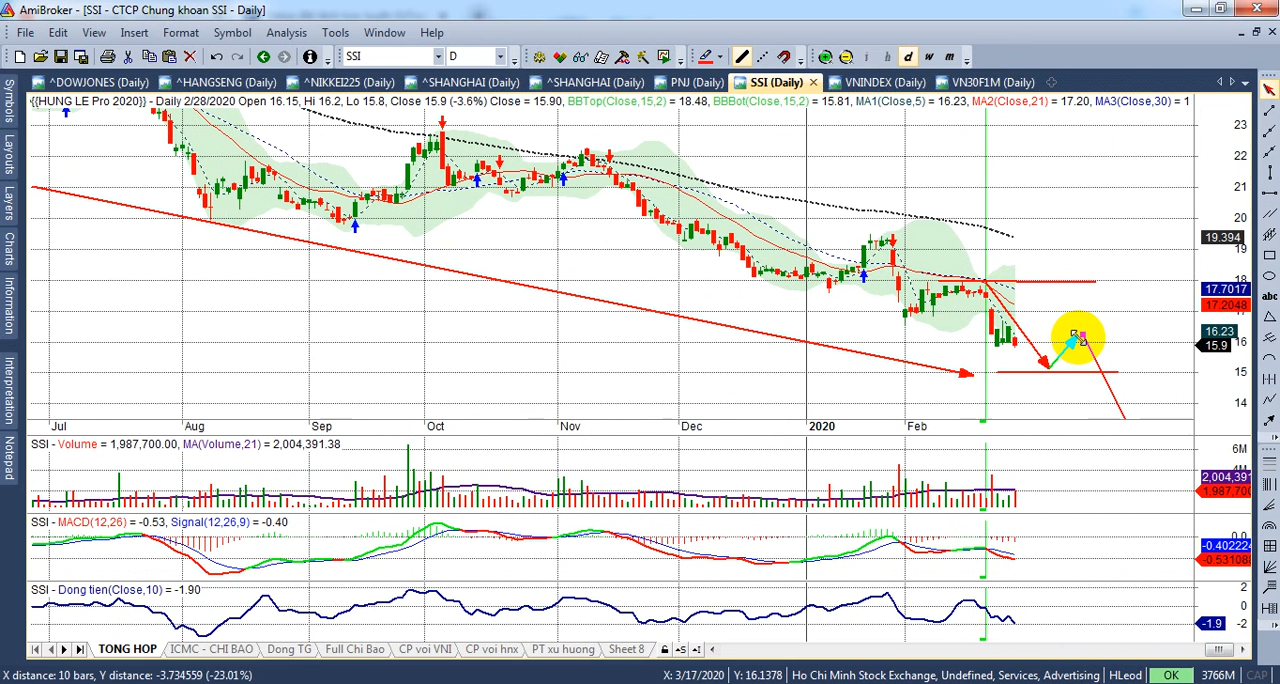 AmiBroker - [SSI - CTCP Chung khoan SSI - Daily]
File Edit View Insert Format Symbol Analysis Tools Window Help
SSI D i h d w m
^DOWJONES (Daily) ^HANGSENG (Daily) ^NIKKEI225 (Daily) ^SHANGHAI (Daily) ^SHANGHAI (Daily) PNJ (Daily) SSI (Daily) VNINDEX (Daily) VN30F1M (Daily)
{{HUNG LE Pro 2020}} - Daily 2/28/2020 Open 16.15, Hi 16.2, Lo 15.8, Close 15.9 (-3.6%) Close = 15.90, BBTop(Close,15,2) = 18.48, BBBot(Close,15,2) = 15.81, MA1(Close,5) = 16.23, MA2(Close,21) = 17.20, MA3(Close,30) = 1
Symbols
Layouts
Layers
Charts
Information
Interpretation
Notepad
23
22
21
20
19.394
18
17.7017
17.2048
17
16.23
16
15.9
15
14
abc
Jul Aug Sep Oct Nov Dec 2020 Feb
SSI - Volume = 1,987,700.00, MA(Volume,21) = 2,004,391.38
6M
4M
2,004,391
1,987,700
SSI - MACD(12,26) = -0.53, Signal(12,26,9) = -0.40
0.0
-0.402224
-0.531089
SSI - Dong tien(Close,10) = -1.90
2
0
-1.9 -2
TONG HOP ICMC - CHI BAO Dong TG Full Chi Bao CP voi VNI CP voi hnx PT xu huong Sheet 8
X distance: 10 bars, Y distance: -3.734559 (-23.01%) X: 3/17/2020 Y: 16.1378 Ho Chi Minh Stock Exchange, Undefined, Services, Advertising HLeod OK 3766M CAP